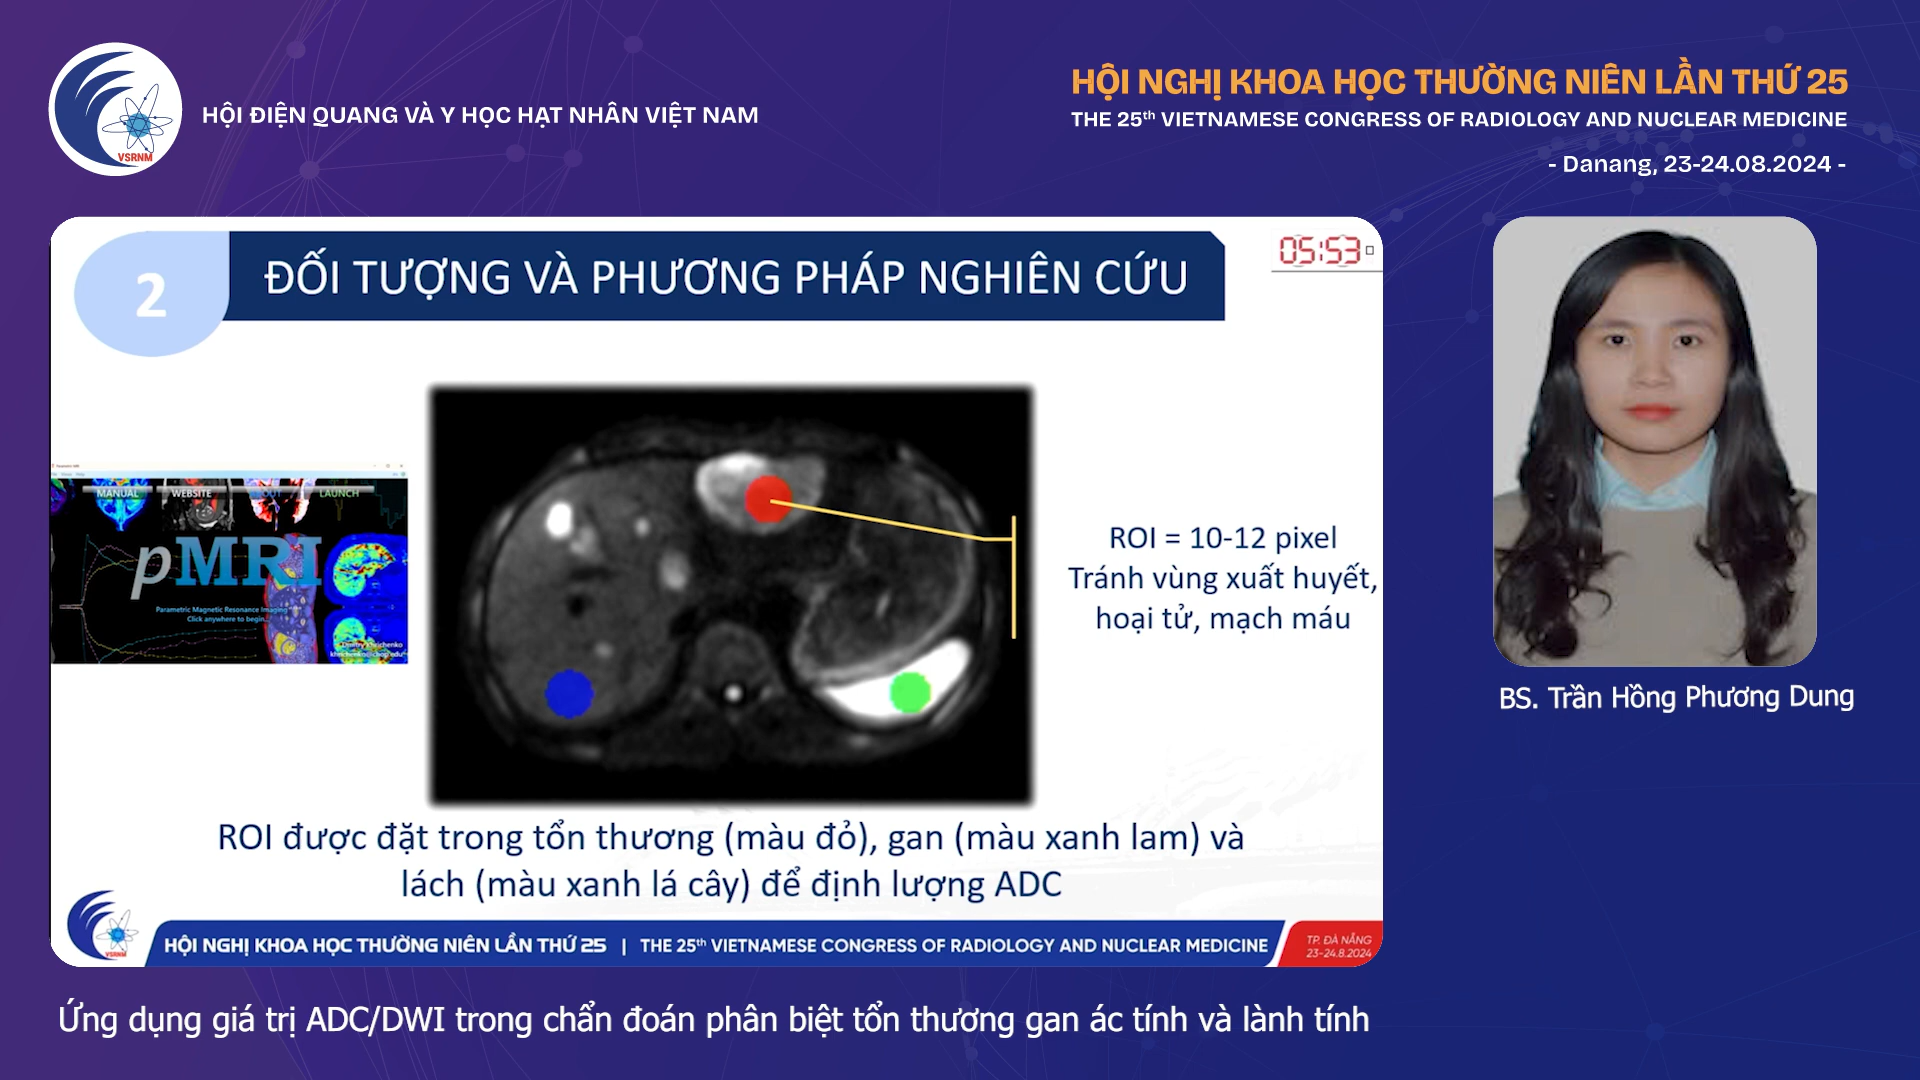 VSRNM
HỘI ĐIỆN QUANG VÀ Y HỌC HẠT NHÂN VIỆT NAM
HỘI NGHỊ KHOA HỌC THƯỜNG NIÊN LẦN THỨ 25
THE 25th VIETNAMESE CONGRESS OF RADIOLOGY AND NUCLEAR MEDICINE
- Danang, 23-24.08.2024 -
2
ĐỐI TƯỢNG VÀ PHƯƠNG PHÁP NGHIÊN CỨU
05:53
MANUAL WEBSITE ABOUT LAUNCH
pMRI
Parametric Magnetic Resonance Imaging
Click anywhere to begin...
ROI = 10-12 pixel
Tránh vùng xuất huyết,
hoại tử, mạch máu
ROI được đặt trong tổn thương (màu đỏ), gan (màu xanh lam) và
lách (màu xanh lá cây) để định lượng ADC
VSRNM
HỘI NGHỊ KHOA HỌC THƯỜNG NIÊN LẦN THỨ 25 | THE 25th VIETNAMESE CONGRESS OF RADIOLOGY AND NUCLEAR MEDICINE
TP. ĐÀ NẴNG
23-24.8.2024
BS. Trần Hồng Phương Dung
Ứng dụng giá trị ADC/DWI trong chẩn đoán phân biệt tổn thương gan ác tính và lành tính